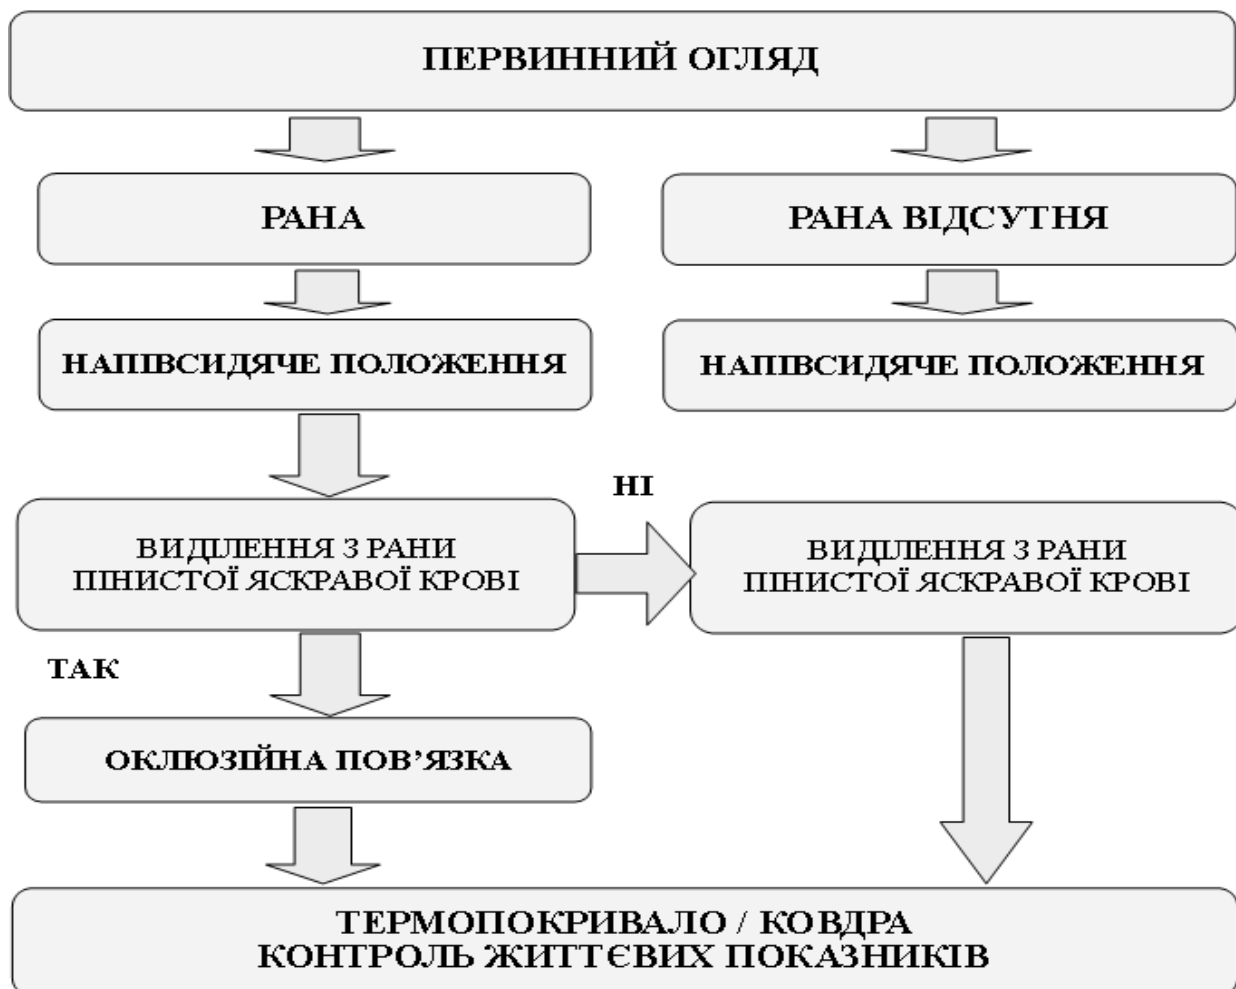 ПЕРВИННИЙ ОГЛЯД
РАНА
РАНА ВІДСУТНЯ
НАПІВСИДЯЧЕ ПОЛОЖЕННЯ
НАПІВСИДЯЧЕ ПОЛОЖЕННЯ
НІ
ВИДІЛЕННЯ З РАНИ
ПІНИСТОЇ ЯСКРАВОЇ КРОВІ
ВИДІЛЕННЯ З РАНИ
ПІНИСТОЇ ЯСКРАВОЇ КРОВІ
ТАК
ОКЛЮЗІЙНА ПОВ’ЯЗКА
ТЕРМОПОКРИВАЛО / КОВДРА
КОНТРОЛЬ ЖИТТЄВИХ ПОКАЗНИКІВ